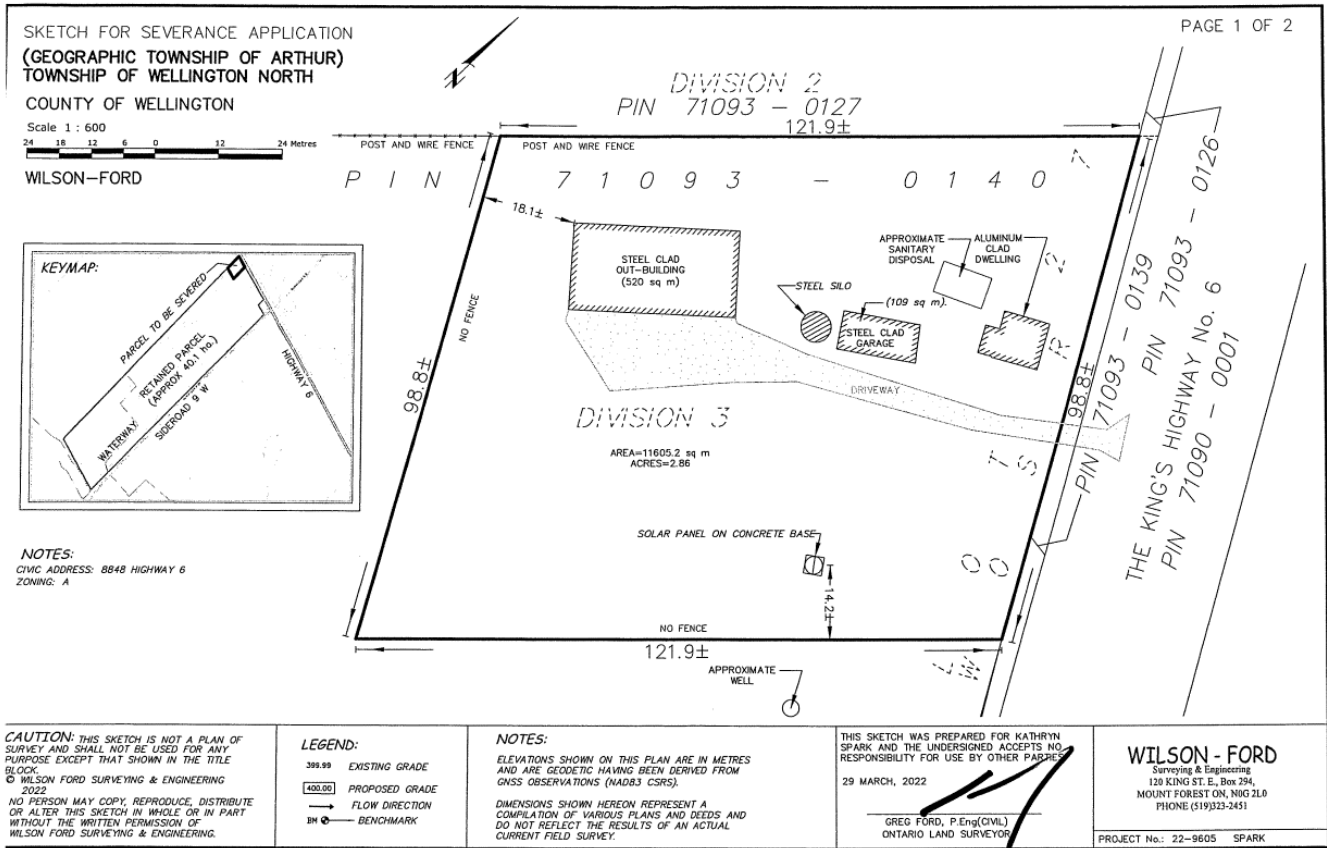 SKETCH FOR SEVERANCE APPLICATION
(GEOGRAPHIC TOWNSHIP OF ARTHUR)
TOWNSHIP OF WELLINGTON NORTH
COUNTY OF WELLINGTON
Scale 1 : 600
24 18 12 6 0 12 24 Metres
WILSON-FORD
PAGE 1 OF 2
N
DIVISION 2
PIN 71093 - 0127
121.9±
POST AND WIRE FENCE
POST AND WIRE FENCE
PIN 71093 - 0140
18.1±
STEEL CLAD
OUT-BUILDING
(520 sq m)
APPROXIMATE
SANITARY
DISPOSAL
ALUMINUM
CLAD
DWELLING
STEEL SILO
(109 sq m).
STEEL CLAD
GARAGE
NO FENCE
98.8±
DRIVEWAY
98.8±
DIVISION 3
AREA=11605.2 sq m
ACRES=2.86
SOLAR PANEL ON CONCRETE BASE
14.2±
NO FENCE
121.9±
APPROXIMATE
WELL
PIN 71093 - 0139
PIN 71093 - 0126
THE KING'S HIGHWAY No. 6
PIN 71090 - 0001
KEYMAP:
PARCEL TO BE SEVERED
RETAINED PARCEL
(APPROX 40.1 ha.)
WATERWAY
SIDEROAD 9 W
HIGHWAY 6
NOTES:
CIVIC ADDRESS: 8848 HIGHWAY 6
ZONING: A
CAUTION: THIS SKETCH IS NOT A PLAN OF
SURVEY AND SHALL NOT BE USED FOR ANY
PURPOSE EXCEPT THAT SHOWN IN THE TITLE
BLOCK.
© WILSON FORD SURVEYING & ENGINEERING
2022
NO PERSON MAY COPY, REPRODUCE, DISTRIBUTE
OR ALTER THIS SKETCH IN WHOLE OR IN PART
WITHOUT THE WRITTEN PERMISSION OF
WILSON FORD SURVEYING & ENGINEERING.
LEGEND:
399.99 EXISTING GRADE
400.00 PROPOSED GRADE
FLOW DIRECTION
BM BENCHMARK
NOTES:
ELEVATIONS SHOWN ON THIS PLAN ARE IN METRES
AND ARE GEODETIC HAVING BEEN DERIVED FROM
GNSS OBSERVATIONS (NAD83 CSRS).
DIMENSIONS SHOWN HEREON REPRESENT A
COMPILATION OF VARIOUS PLANS AND DEEDS AND
DO NOT REFLECT THE RESULTS OF AN ACTUAL
CURRENT FIELD SURVEY.
THIS SKETCH WAS PREPARED FOR KATHRYN
SPARK AND THE UNDERSIGNED ACCEPTS NO
RESPONSIBILITY FOR USE BY OTHER PARTIES
29 MARCH, 2022
GREG FORD, P.Eng(CIVIL)
ONTARIO LAND SURVEYOR
WILSON - FORD
Surveying & Engineering
120 KING ST. E., Box 294,
MOUNT FOREST ON, N0G 2L0
PHONE (519)323-2451
PROJECT No.: 22-9605 SPARK